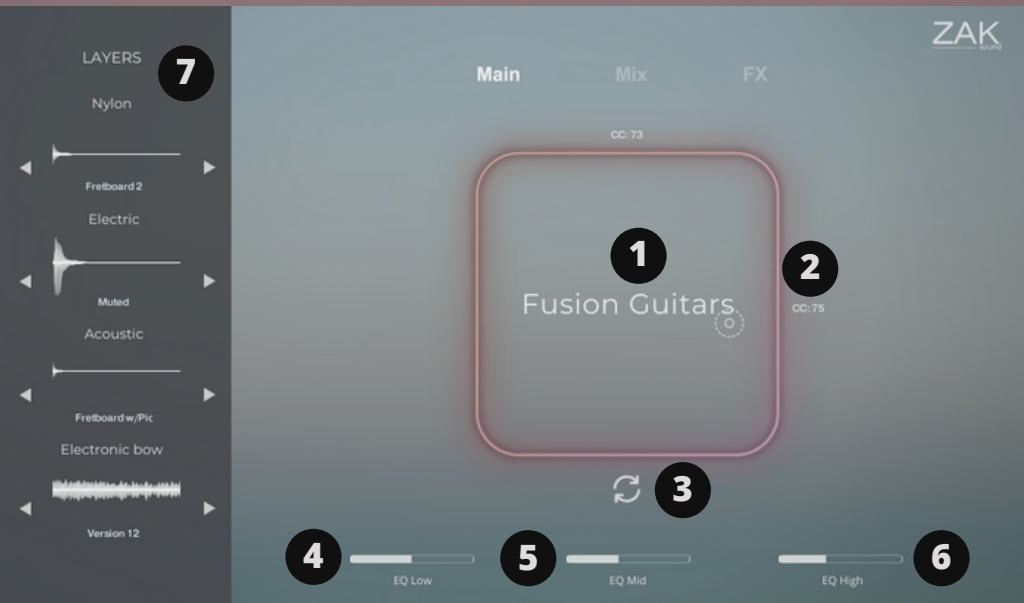 LAYERS
7
Nylon
Fretboard 2
Electric
Muted
Acoustic
Fretboard w/Pic
Electronic bow
Version 12
ZAK
sound
Main Mix FX
CC: 73
1
2
Fusion Guitars
CC: 75
3
4
5
6
EQ Low
EQ Mid
EQ High